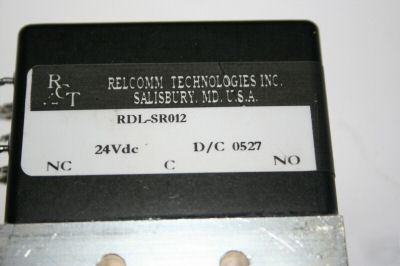 RCT RELCOMM TECHNOLOGIES INC.
SALISBURY. MD. U.S.A.
RDL-SR012
24Vdc D/C 0527
NC C NO